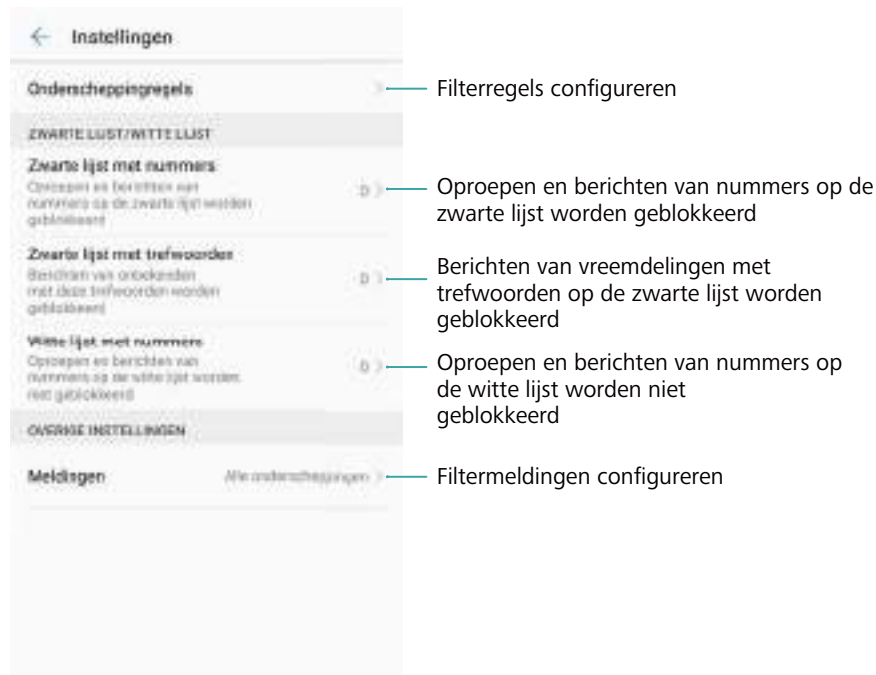 Instellingen
Onderscheppingregels
Filterregels configureren
ZWARTE LIJST/WITTE LIJST
Zwarte lijst met nummers
Oproepen en berichten van
nummers op de zwarte lijst worden
geblokkeerd
0
Oproepen en berichten van nummers op de
zwarte lijst worden geblokkeerd
Zwarte lijst met trefwoorden
Berichten van onbekenden
met deze trefwoorden worden
geblokkeerd
0
Berichten van vreemdelingen met
trefwoorden op de zwarte lijst worden
geblokkeerd
Witte lijst met nummers
Oproepen en berichten van
nummers op de witte lijst worden
niet geblokkeerd
0
Oproepen en berichten van nummers op
de witte lijst worden niet
geblokkeerd
OVERIGE INSTELLINGEN
Meldingen
Alle onderscheppingen
Filtermeldingen configureren